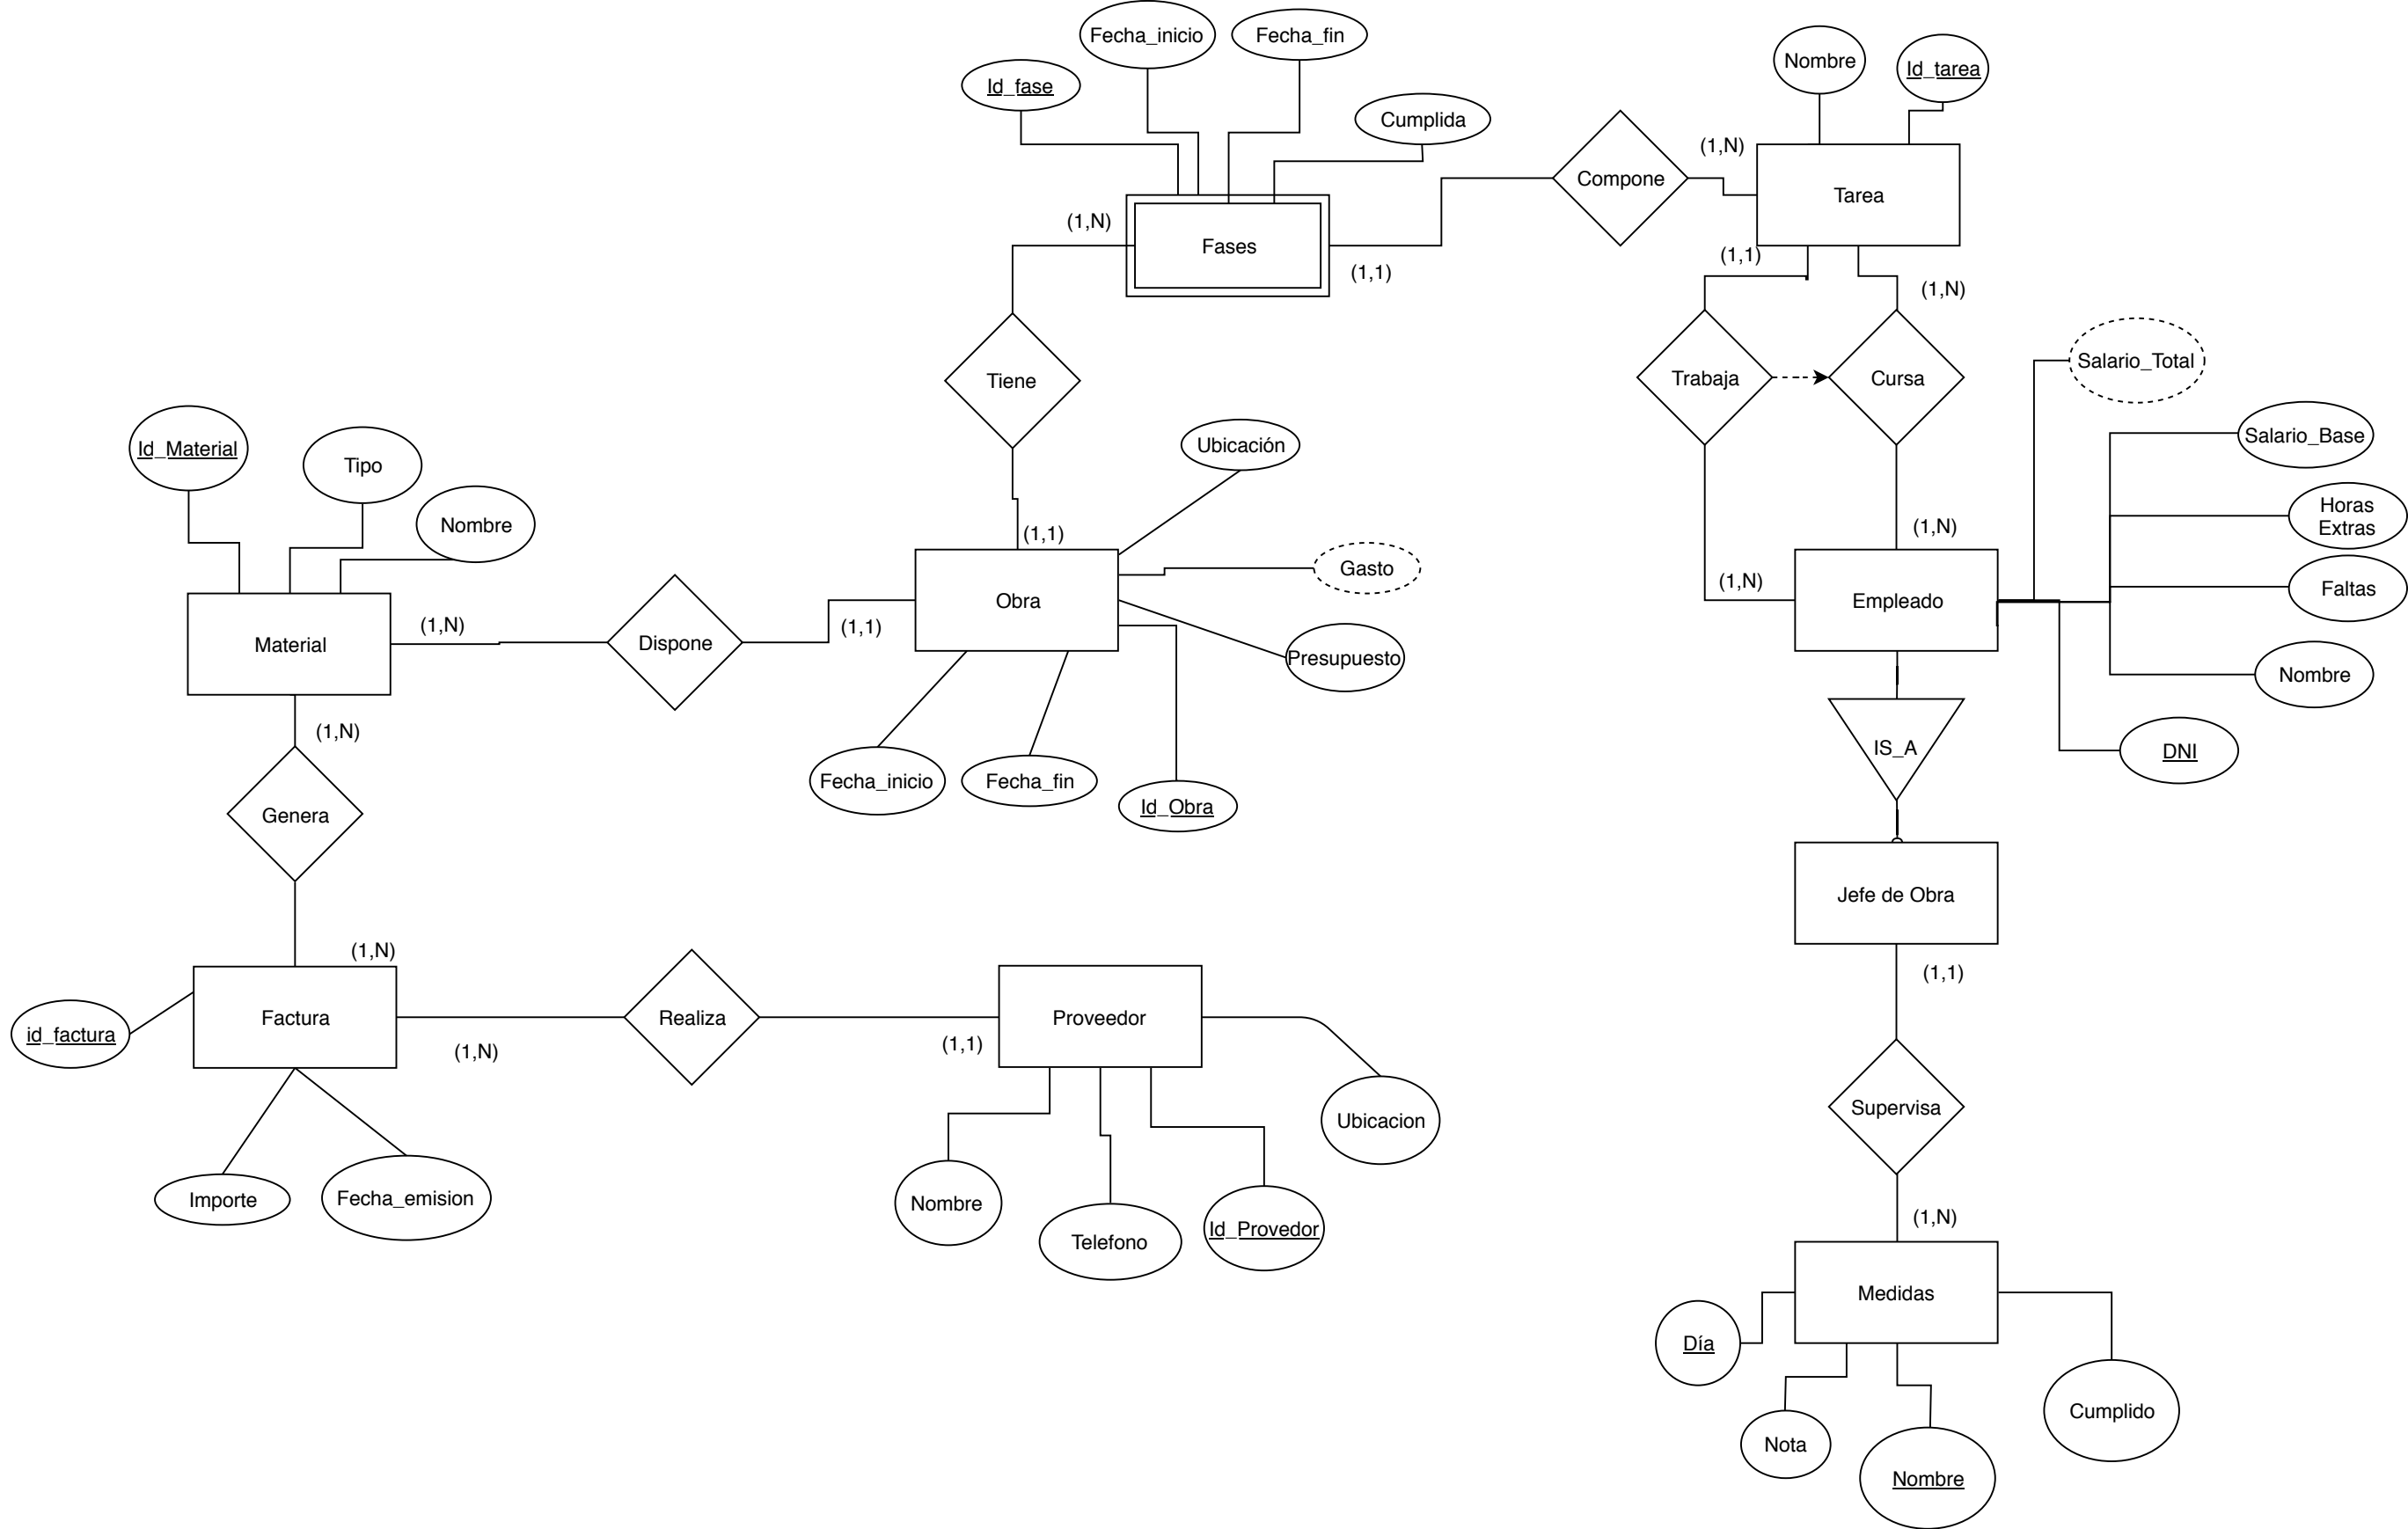 Fecha_inicio
Fecha_fin
Id_fase
Cumplida
Nombre
Id_tarea
(1,N)
Compone
(1,N)
Tarea
Fases
(1,1)
(1,1)
(1,N)
Tiene
Trabaja
Cursa
Salario_Total
Salario_Base
Horas
Extras
Faltas
Nombre
DNI
Id_Material
Tipo
Nombre
Ubicación
Gasto
Presupuesto
(1,1)
(1,N)
(1,N)
Material
(1,N)
Dispone
(1,1)
Obra
Empleado
Fecha_inicio
Fecha_fin
Id_Obra
IS_A
(1,N)
Genera
Jefe de Obra
(1,N)
(1,1)
id_factura
Factura
(1,N)
Realiza
(1,1)
Proveedor
Ubicacion
Supervisa
Importe
Fecha_emision
Nombre
Telefono
Id_Provedor
(1,N)
Medidas
Día
Nota
Nombre
Cumplido